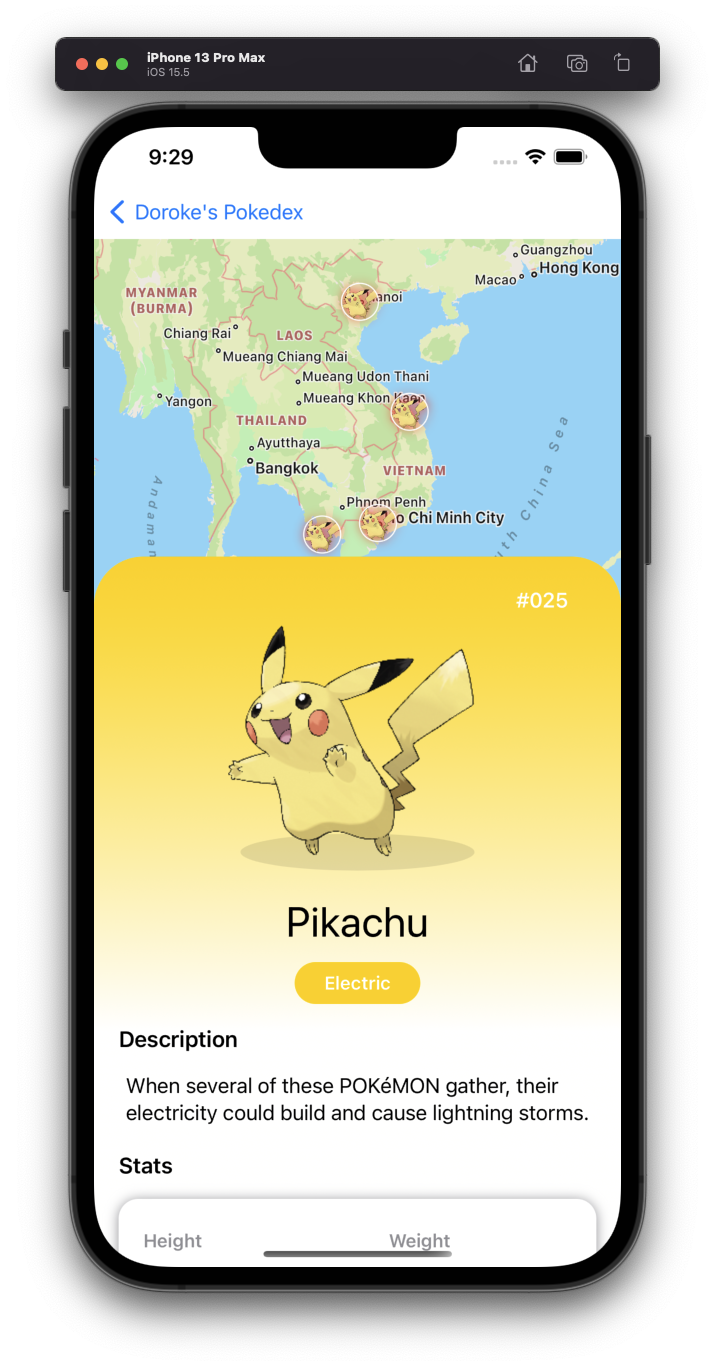 iPhone 13 Pro Max
iOS 15.5
9:29
Doroke's Pokedex
Guangzhou
Hong Kong
Macao
MYANMAR
(BURMA)
anoi
Chiang Rai
LAOS
Mueang Chiang Mai
Mueang Udon Thani
Yangon
Mueang Khon Kaen
THAILAND
Ayutthaya
Bangkok
VIETNAM
Andaman
Phnom Penh
o Chi Minh City
uth China Sea
#025
Pikachu
Electric
Description
When several of these POKéMON gather, their
electricity could build and cause lightning storms.
Stats
Height
Weight